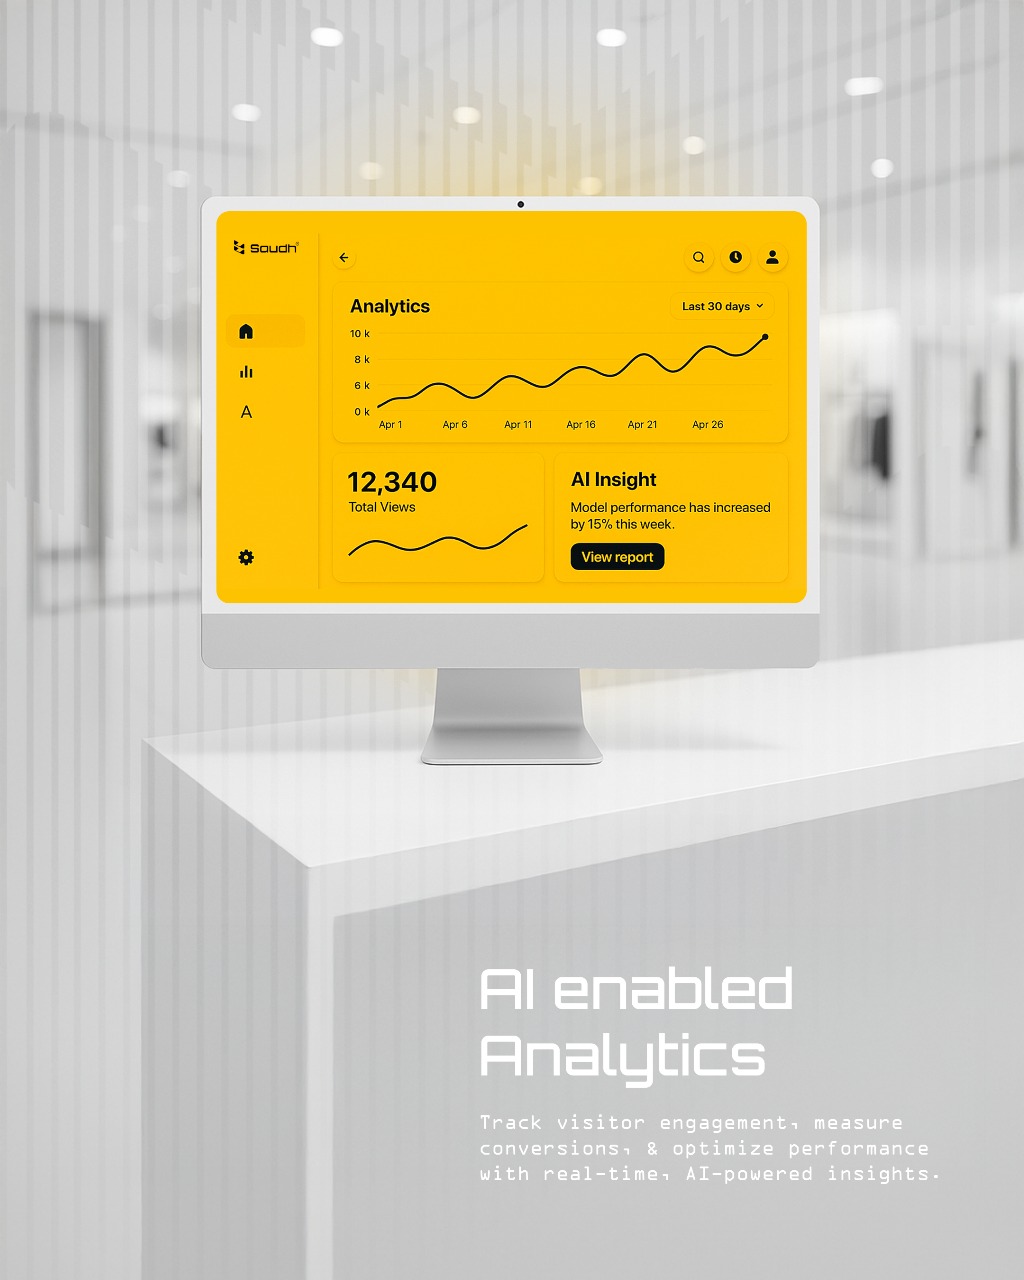 Saudh
Analytics
Last 30 days
10 k
8 k
6 k
0 k
Apr 1
Apr 6
Apr 11
Apr 16
Apr 21
Apr 26
12,340
Total Views
AI Insight
Model performance has increased
by 15% this week.
View report
AI enabled
Analytics
Track visitor engagement, measure
conversions, & optimize performance
with real-time, AI-powered insights.